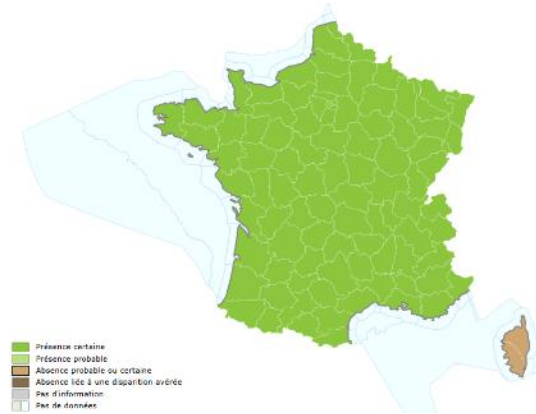 Présence certaine
Présence probable
Absence probable ou certaine
Absence liée à une disparition avérée
Pas d'information
Pas de données